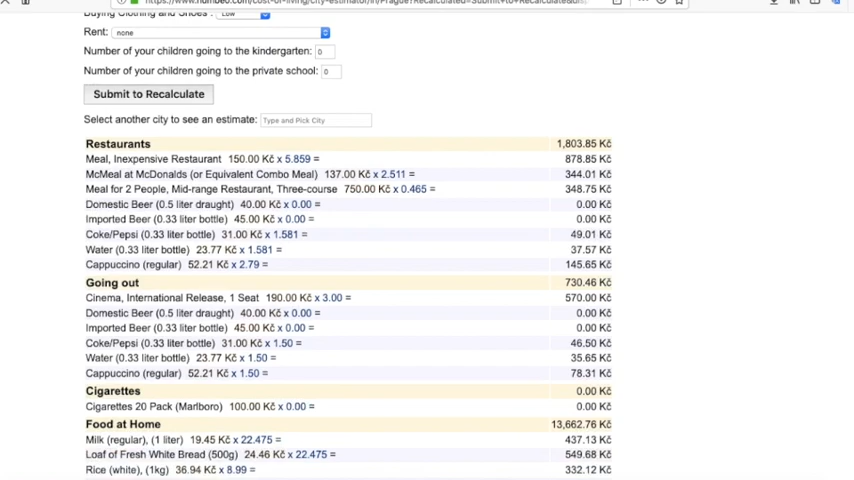 Buying Clothing and Shoes : Low
Rent: none
Number of your children going to the kindergarten: 0
Number of your children going to the private school: 0
Submit to Recalculate
Select another city to see an estimate: Type and Pick City
Restaurants 1,803.85 Kč
Meal, Inexpensive Restaurant 150.00 Kč x 5.859 = 878.85 Kč
McMeal at McDonalds (or Equivalent Combo Meal) 137.00 Kč x 2.511 = 344.01 Kč
Meal for 2 People, Mid-range Restaurant, Three-course 750.00 Kč x 0.465 = 348.75 Kč
Domestic Beer (0.5 liter draught) 40.00 Kč x 0.00 = 0.00 Kč
Imported Beer (0.33 liter bottle) 45.00 Kč x 0.00 = 0.00 Kč
Coke/Pepsi (0.33 liter bottle) 31.00 Kč x 1.581 = 49.01 Kč
Water (0.33 liter bottle) 23.77 Kč x 1.581 = 37.57 Kč
Cappuccino (regular) 52.21 Kč x 2.79 = 145.65 Kč
Going out 730.46 Kč
Cinema, International Release, 1 Seat 190.00 Kč x 3.00 = 570.00 Kč
Domestic Beer (0.5 liter draught) 40.00 Kč x 0.00 = 0.00 Kč
Imported Beer (0.33 liter bottle) 45.00 Kč x 0.00 = 0.00 Kč
Coke/Pepsi (0.33 liter bottle) 31.00 Kč x 1.50 = 46.50 Kč
Water (0.33 liter bottle) 23.77 Kč x 1.50 = 35.65 Kč
Cappuccino (regular) 52.21 Kč x 1.50 = 78.31 Kč
Cigarettes 0.00 Kč
Cigarettes 20 Pack (Marlboro) 100.00 Kč x 0.00 = 0.00 Kč
Food at Home 13,662.76 Kč
Milk (regular), (1 liter) 19.45 Kč x 22.475 = 437.13 Kč
Loaf of Fresh White Bread (500g) 24.46 Kč x 22.475 = 549.68 Kč
Rice (white), (1kg) 36.94 Kč x 8.99 = 332.12 Kč